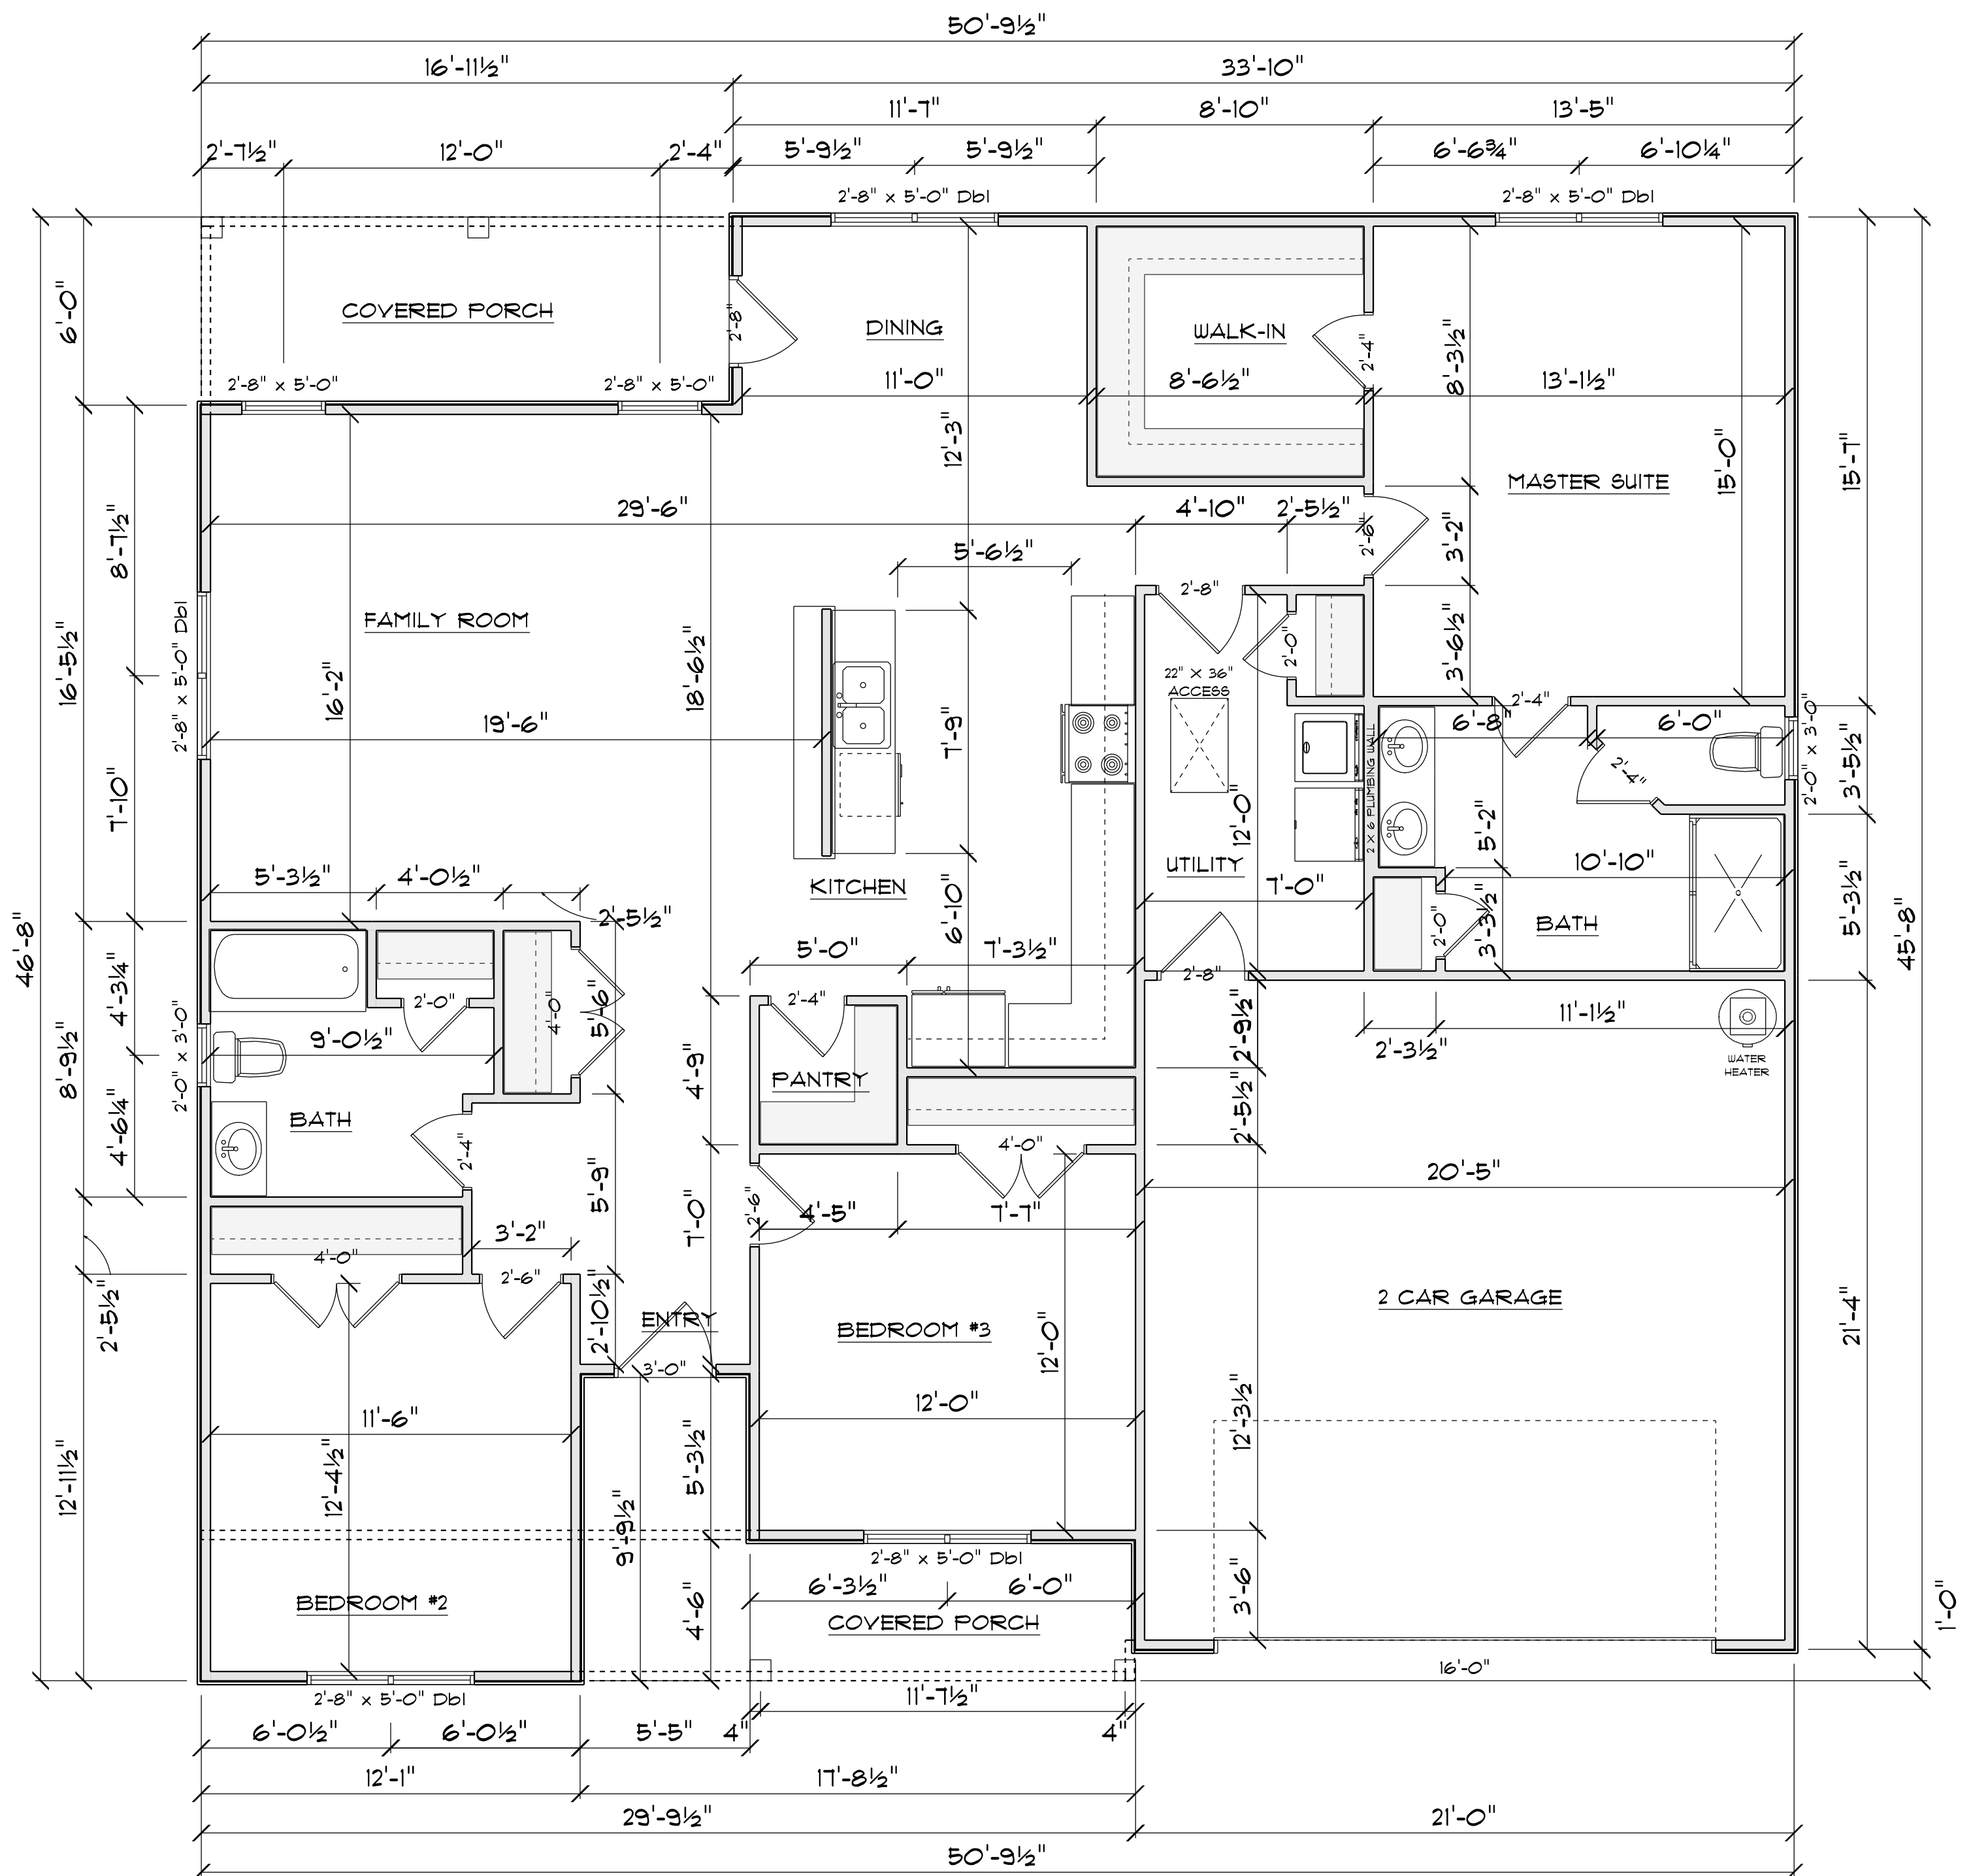 50'-9½"
16'-11½" 33'-10"
11'-7" 8'-10" 13'-5"
2'-7½" 12'-0" 2'-4" 5'-9½" 5'-9½" 6'-6¾" 6'-10¼"
2'-8" x 5'-0" Dbl 2'-8" x 5'-0" Dbl
6'-0"
COVERED PORCH
2'-8"
DINING
WALK-IN
2'-4"
8'-3½"
2'-8" x 5'-0" 2'-8" x 5'-0"
11'-0" 8'-6½" 13'-1½"
12'-3"
15'-0"
15'-7"
MASTER SUITE
8'-7½"
29'-6" 4'-10" 2'-5½"
2'-6"
3'-2"
5'-6½"
2'-8"
FAMILY ROOM
16'-5½"
2'-8" x 5'-0" Dbl
16'-2"
18'-6½"
2'-0"
3'-6½"
22" X 36"
ACCESS
2'-4"
19'-6"
7'-9"
6'-8" 6'-0"
2'-4"
2'-0" x 3'-0"
3'-5½"
2 X 6 PLUMBING WALL
7'-10"
12'-0"
5'-2"
5'-3½" 4'-0½"
KITCHEN
UTILITY
7'-0"
10'-10"
2'-5½"
6'-10"
2'-0"
3'-3½"
BATH
5'-3½"
45'-8"
46'-8"
5'-0" 7'-3½"
2'-8"
4'-3¼"
2'-0"
4'-0"
5'-6"
2'-4"
2'-9½"
11'-1½"
2'-3½"
9'-0½"
2'-0" x 3'-0"
8'-9½"
4'-9"
PANTRY
WATER
HEATER
2'-5½"
BATH
4'-6¼"
2'-4"
4'-0"
5'-9"
20'-5"
7'-0"
2'-6"
4'-5" 7'-7"
3'-2"
4'-0"
2'-6"
2'-5½"
2'-10½"
ENTRY
BEDROOM #3
12'-0"
2 CAR GARAGE
21'-4"
3'-0"
11'-6"
12'-0"
12'-3½"
12'-4½"
5'-3½"
12'-11½"
9'-9½"
2'-8" x 5'-0" Dbl
6'-3½" 6'-0"
3'-6"
BEDROOM #2
4'-6"
COVERED PORCH
1'-0"
16'-0"
2'-8" x 5'-0" Dbl
11'-7½"
6'-0½" 6'-0½" 5'-5" 4" 4"
12'-1" 17'-8½"
29'-9½" 21'-0"
50'-9½"